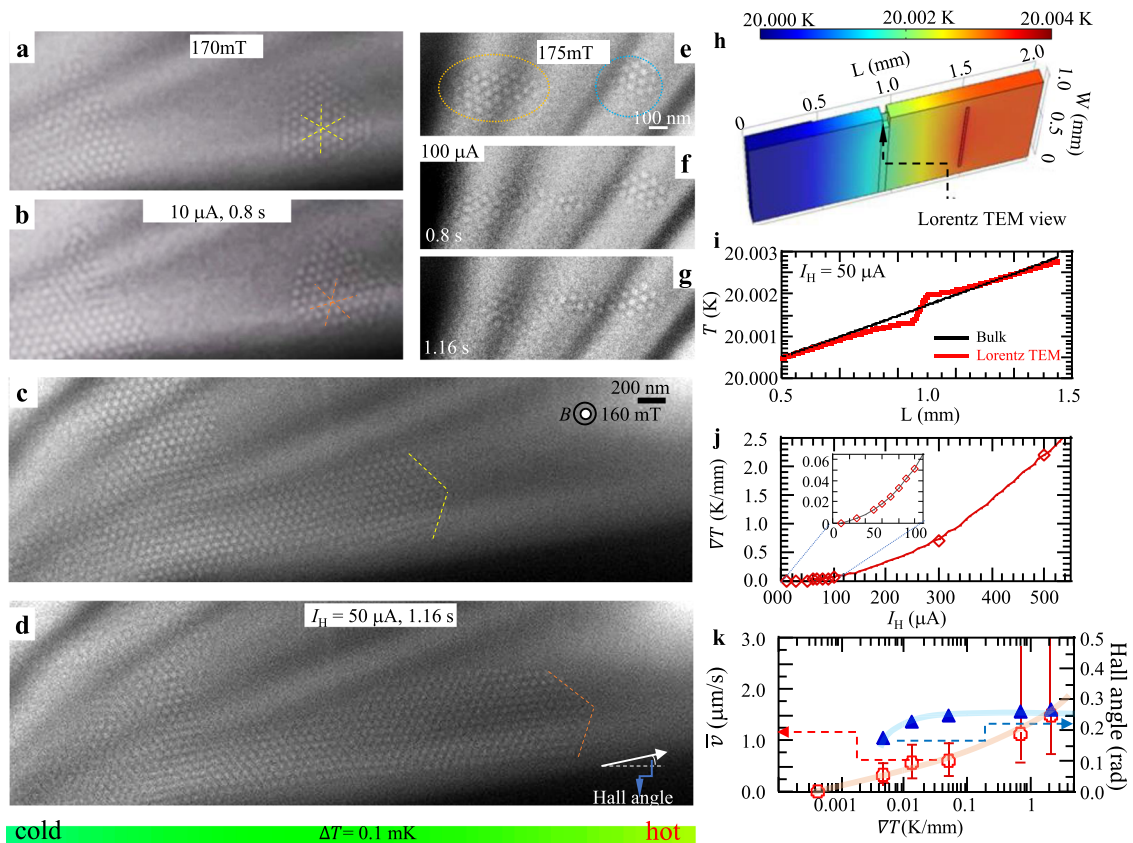 a
170mT
b
10 μA, 0.8 s
c
200 nm
B 160 mT
d
I_H = 50 μA, 1.16 s
Hall angle
cold
ΔT = 0.1 mK
hot
175mT
e
100 nm
100 μA
f
0.8 s
g
1.16 s
h
20.000 K
20.002 K
20.004 K
L (mm)
0
0.5
1.0
1.5
2.0
1.0
0.5
0
W (mm)
Lorentz TEM view
i
20.003
20.001
20.000
T (K)
I_H = 50 μA
Bulk
Lorentz TEM
0.5
1.0
1.5
L (mm)
j
2.5
2.0
1.5
1.0
0.5
0.0
∇T (K/mm)
0.06
0.04
0.02
0
0
50
100
000
100
200
300
400
500
I_H (μA)
k
3.0
2.0
1.0
0.0
v̅ (μm/s)
0.5
0.4
0.3
0.2
0.1
0.0
Hall angle (rad)
0.001
0.01
0.1
1
∇T(K/mm)